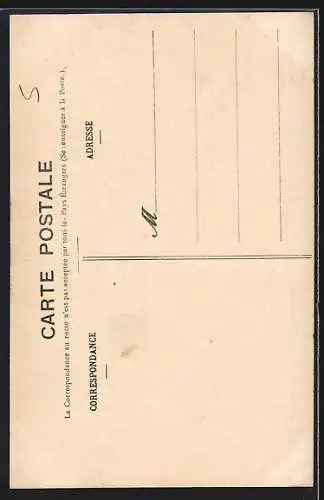 CARTE POSTALE
La Correspondance au recto n'est pas acceptée par tous les Pays Étrangers (Se renseigner à la Poste.).
CORRESPONDANCE
ADRESSE
M
5